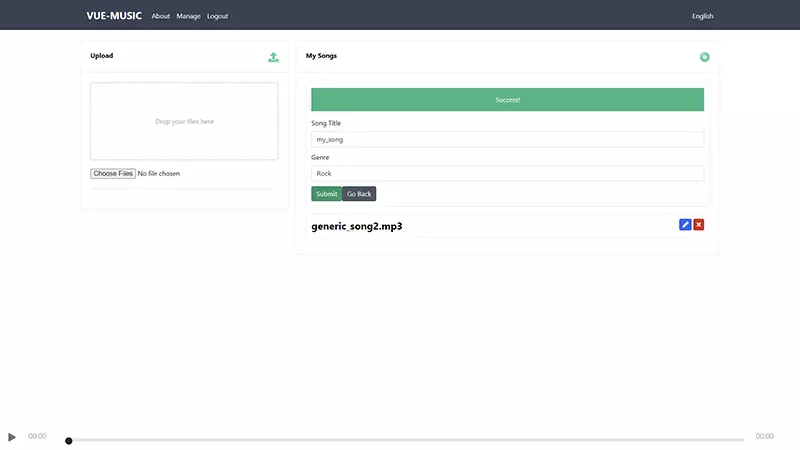 VUE-MUSIC About Manage Logout English
Upload
Drop your files here
Choose Files No file chosen
My Songs
Success!
Song Title
my_song
Genre
Rock
Submit Go Back
generic_song2.mp3
00:00 00:00